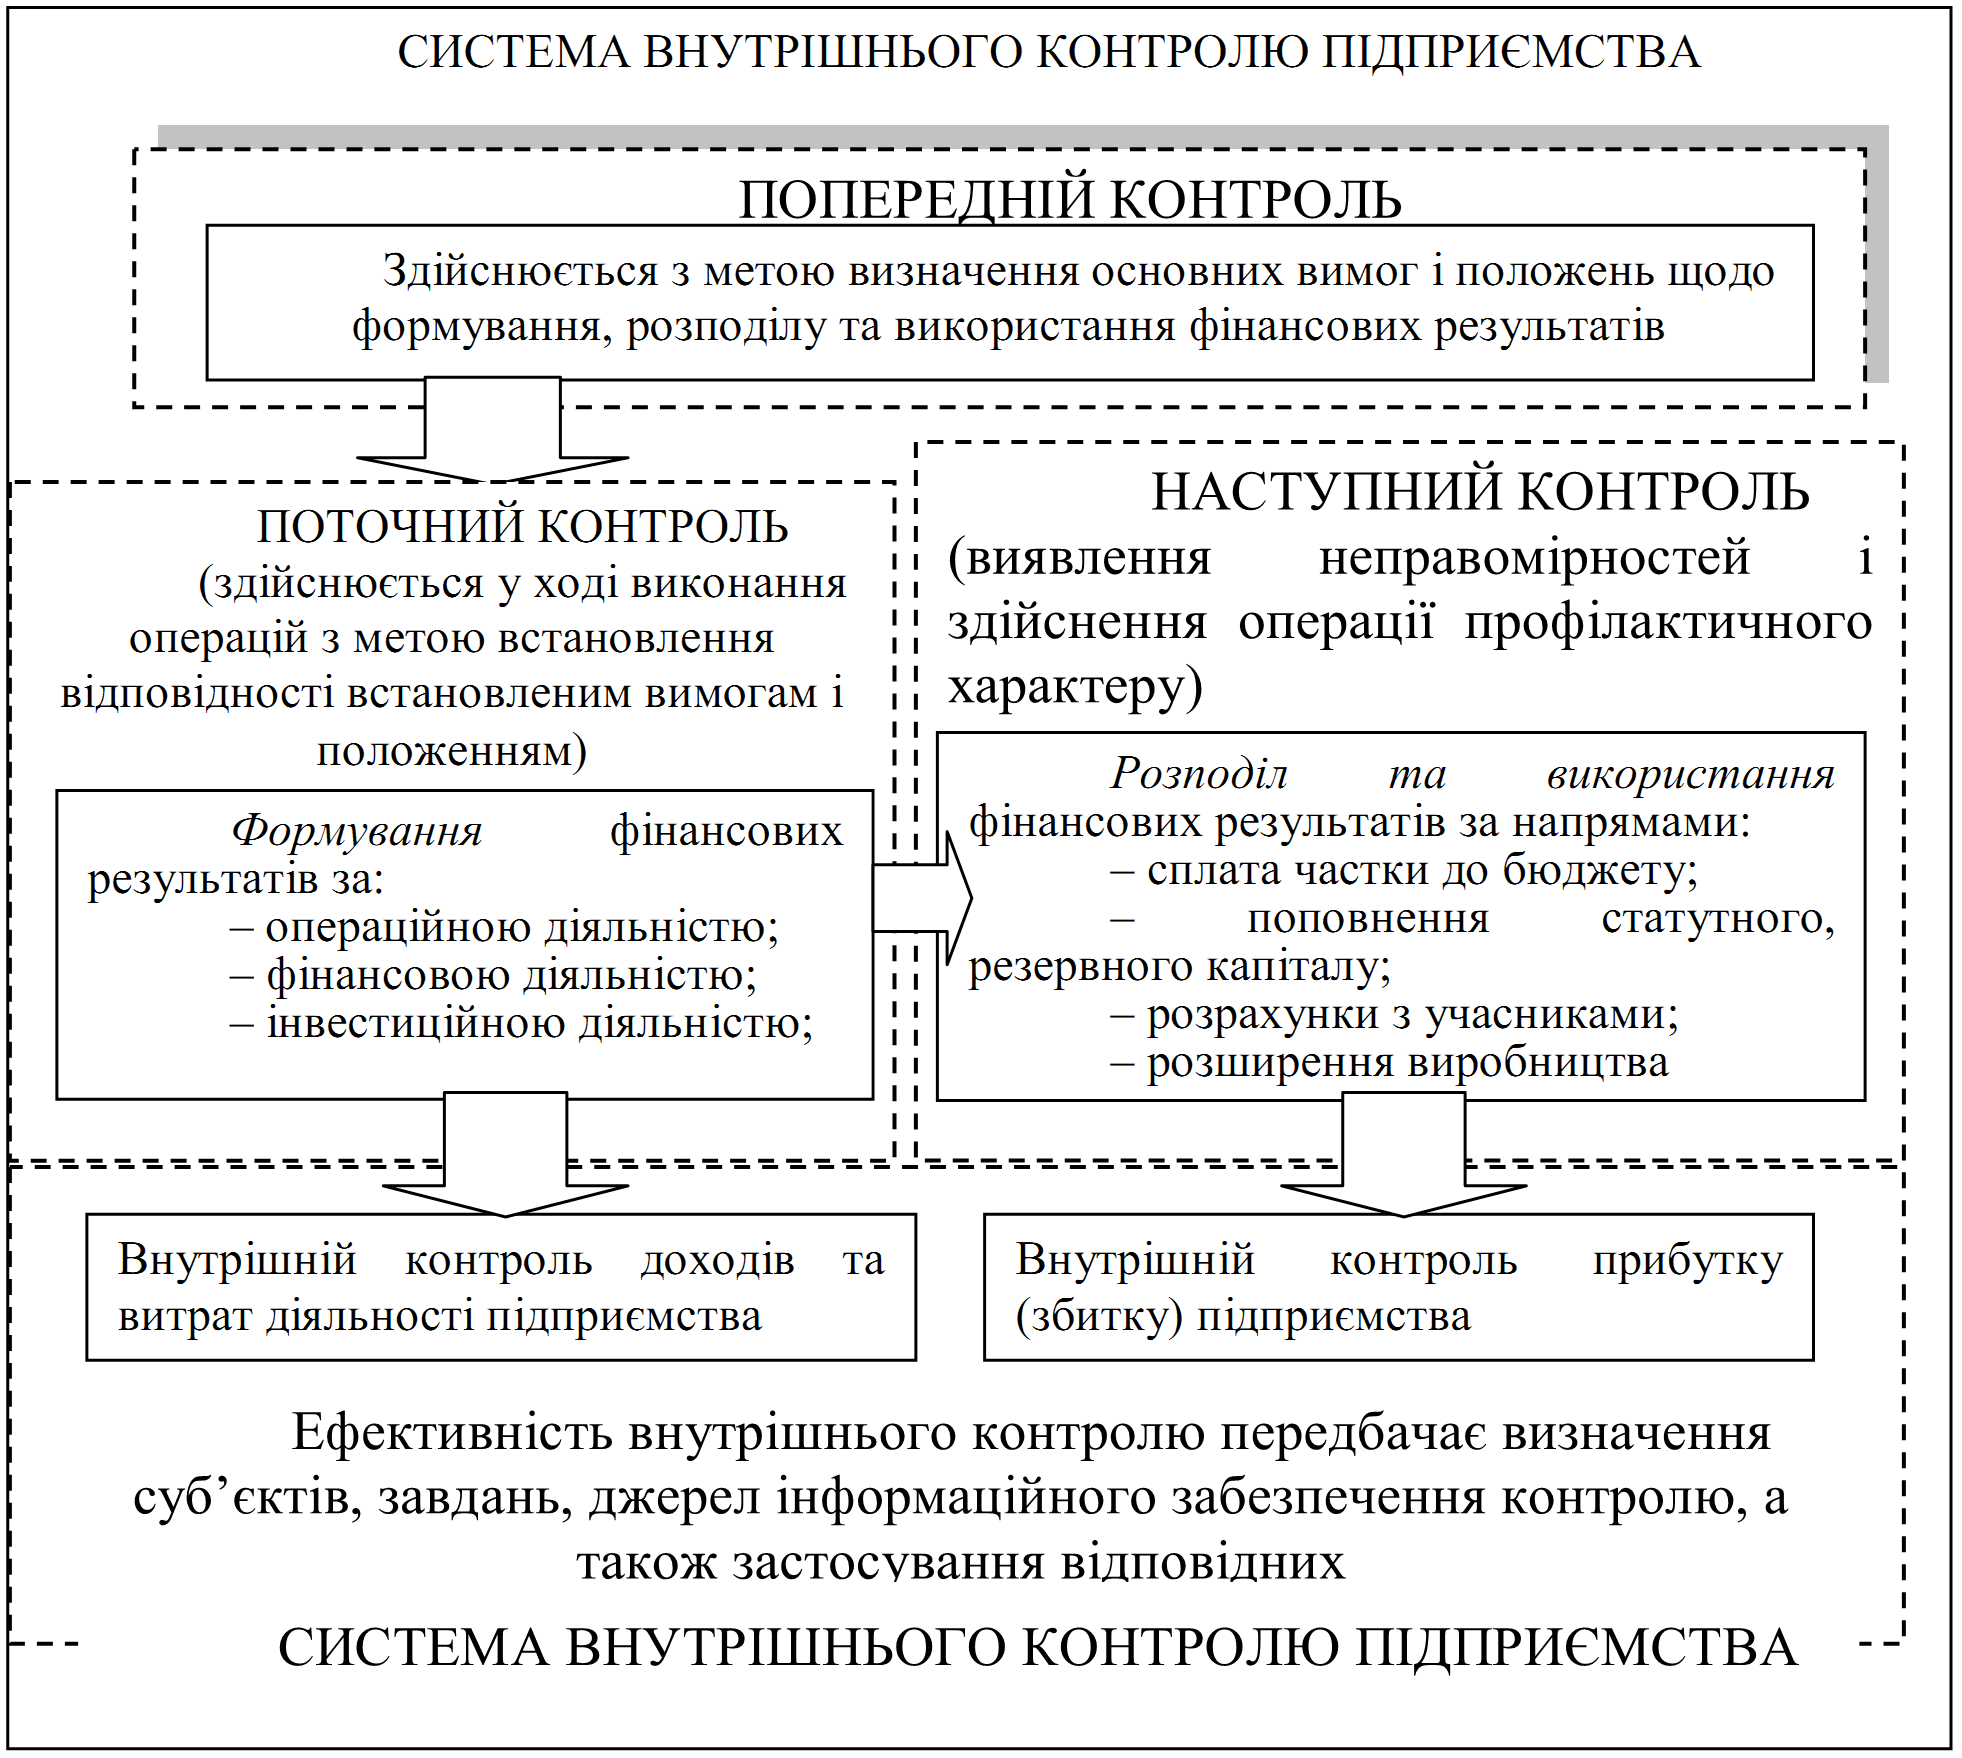 СИСТЕМА ВНУТРІШНЬОГО КОНТРОЛЮ ПІДПРИЄМСТВА
ПОПЕРЕДНІЙ КОНТРОЛЬ
Здійснюється з метою визначення основних вимог і положень щодо
формування, розподілу та використання фінансових результатів
ПОТОЧНИЙ КОНТРОЛЬ
(здійснюється у ході виконання
операцій з метою встановлення
відповідності встановленим вимогам і
положенням)
Формування фінансових
результатів за:
– операційною діяльністю;
– фінансовою діяльністю;
– інвестиційною діяльністю;
НАСТУПНИЙ КОНТРОЛЬ
(виявлення неправомірностей і
здійснення операції профілактичного
характеру)
Розподіл та використання
фінансових результатів за напрямами:
– сплата частки до бюджету;
– поповнення статутного,
резервного капіталу;
– розрахунки з учасниками;
– розширення виробництва
Внутрішній контроль доходів та
витрат діяльності підприємства
Внутрішній контроль прибутку
(збитку) підприємства
Ефективність внутрішнього контролю передбачає визначення
суб’єктів, завдань, джерел інформаційного забезпечення контролю, а
також застосування відповідних
СИСТЕМА ВНУТРІШНЬОГО КОНТРОЛЮ ПІДПРИЄМСТВА